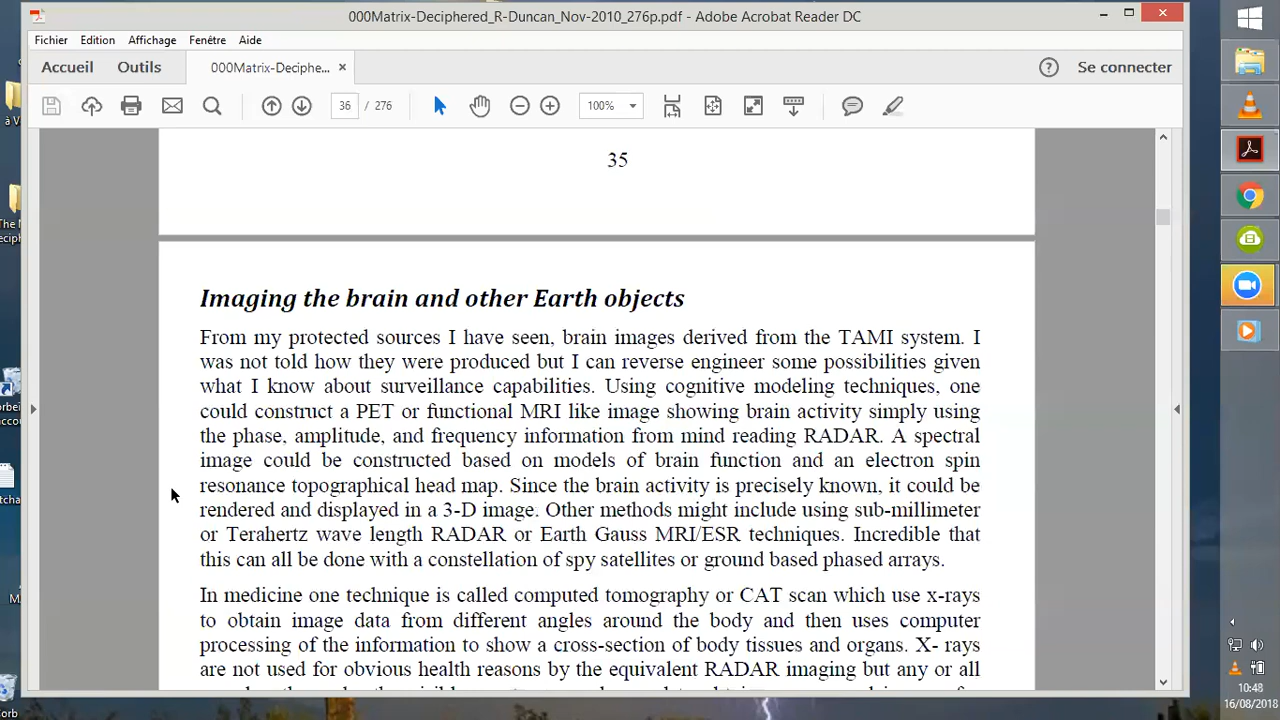 000Matrix-Deciphered_R-Duncan_Nov-2010_276p.pdf - Adobe Acrobat Reader DC
Fichier Edition Affichage Fenêtre Aide
Accueil Outils 000Matrix-Deciphe... × Se connecter
36 / 276 100%
35
Imaging the brain and other Earth objects
From my protected sources I have seen, brain images derived from the TAMI system. I
was not told how they were produced but I can reverse engineer some possibilities given
what I know about surveillance capabilities. Using cognitive modeling techniques, one
could construct a PET or functional MRI like image showing brain activity simply using
the phase, amplitude, and frequency information from mind reading RADAR. A spectral
image could be constructed based on models of brain function and an electron spin
resonance topographical head map. Since the brain activity is precisely known, it could be
rendered and displayed in a 3-D image. Other methods might include using sub-millimeter
or Terahertz wave length RADAR or Earth Gauss MRI/ESR techniques. Incredible that
this can all be done with a constellation of spy satellites or ground based phased arrays.
In medicine one technique is called computed tomography or CAT scan which use x-rays
to obtain image data from different angles around the body and then uses computer
processing of the information to show a cross-section of body tissues and organs. X- rays
are not used for obvious health reasons by the equivalent RADAR imaging but any or all
10:48
16/08/2018